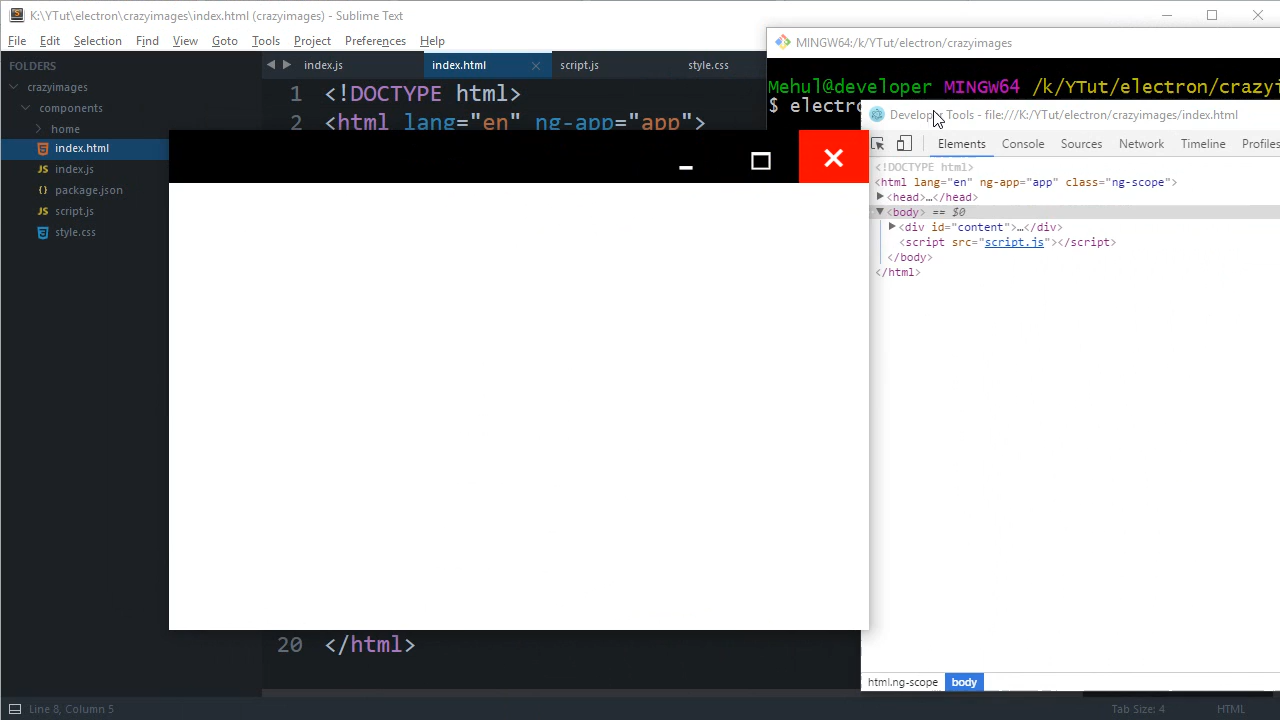 K:\YTut\electron\crazyimages\index.html (crazyimages) - Sublime Text
File Edit Selection Find View Goto Tools Project Preferences Help
FOLDERS
crazyimages
components
home
index.html
index.js
package.json
script.js
style.css
index.js index.html script.js style.css
1 <!DOCTYPE html>
2 <html lang="en" ng-app="app">
20 </html>
MINGW64:/k/YTut/electron/crazyimages
Mehul@developer MINGW64 /k/YTut/electron/crazyi
$ electro
Developer Tools - file:///K:/YTut/electron/crazyimages/index.html
Elements Console Sources Network Timeline Profiles
<!DOCTYPE html>
<html lang="en" ng-app="app" class="ng-scope">
<head>…</head>
<body> == $0
<div id="content">…</div>
<script src="script.js"></script>
</body>
</html>
html.ng-scope body
Line 8, Column 5
Tab Size: 4 HTML